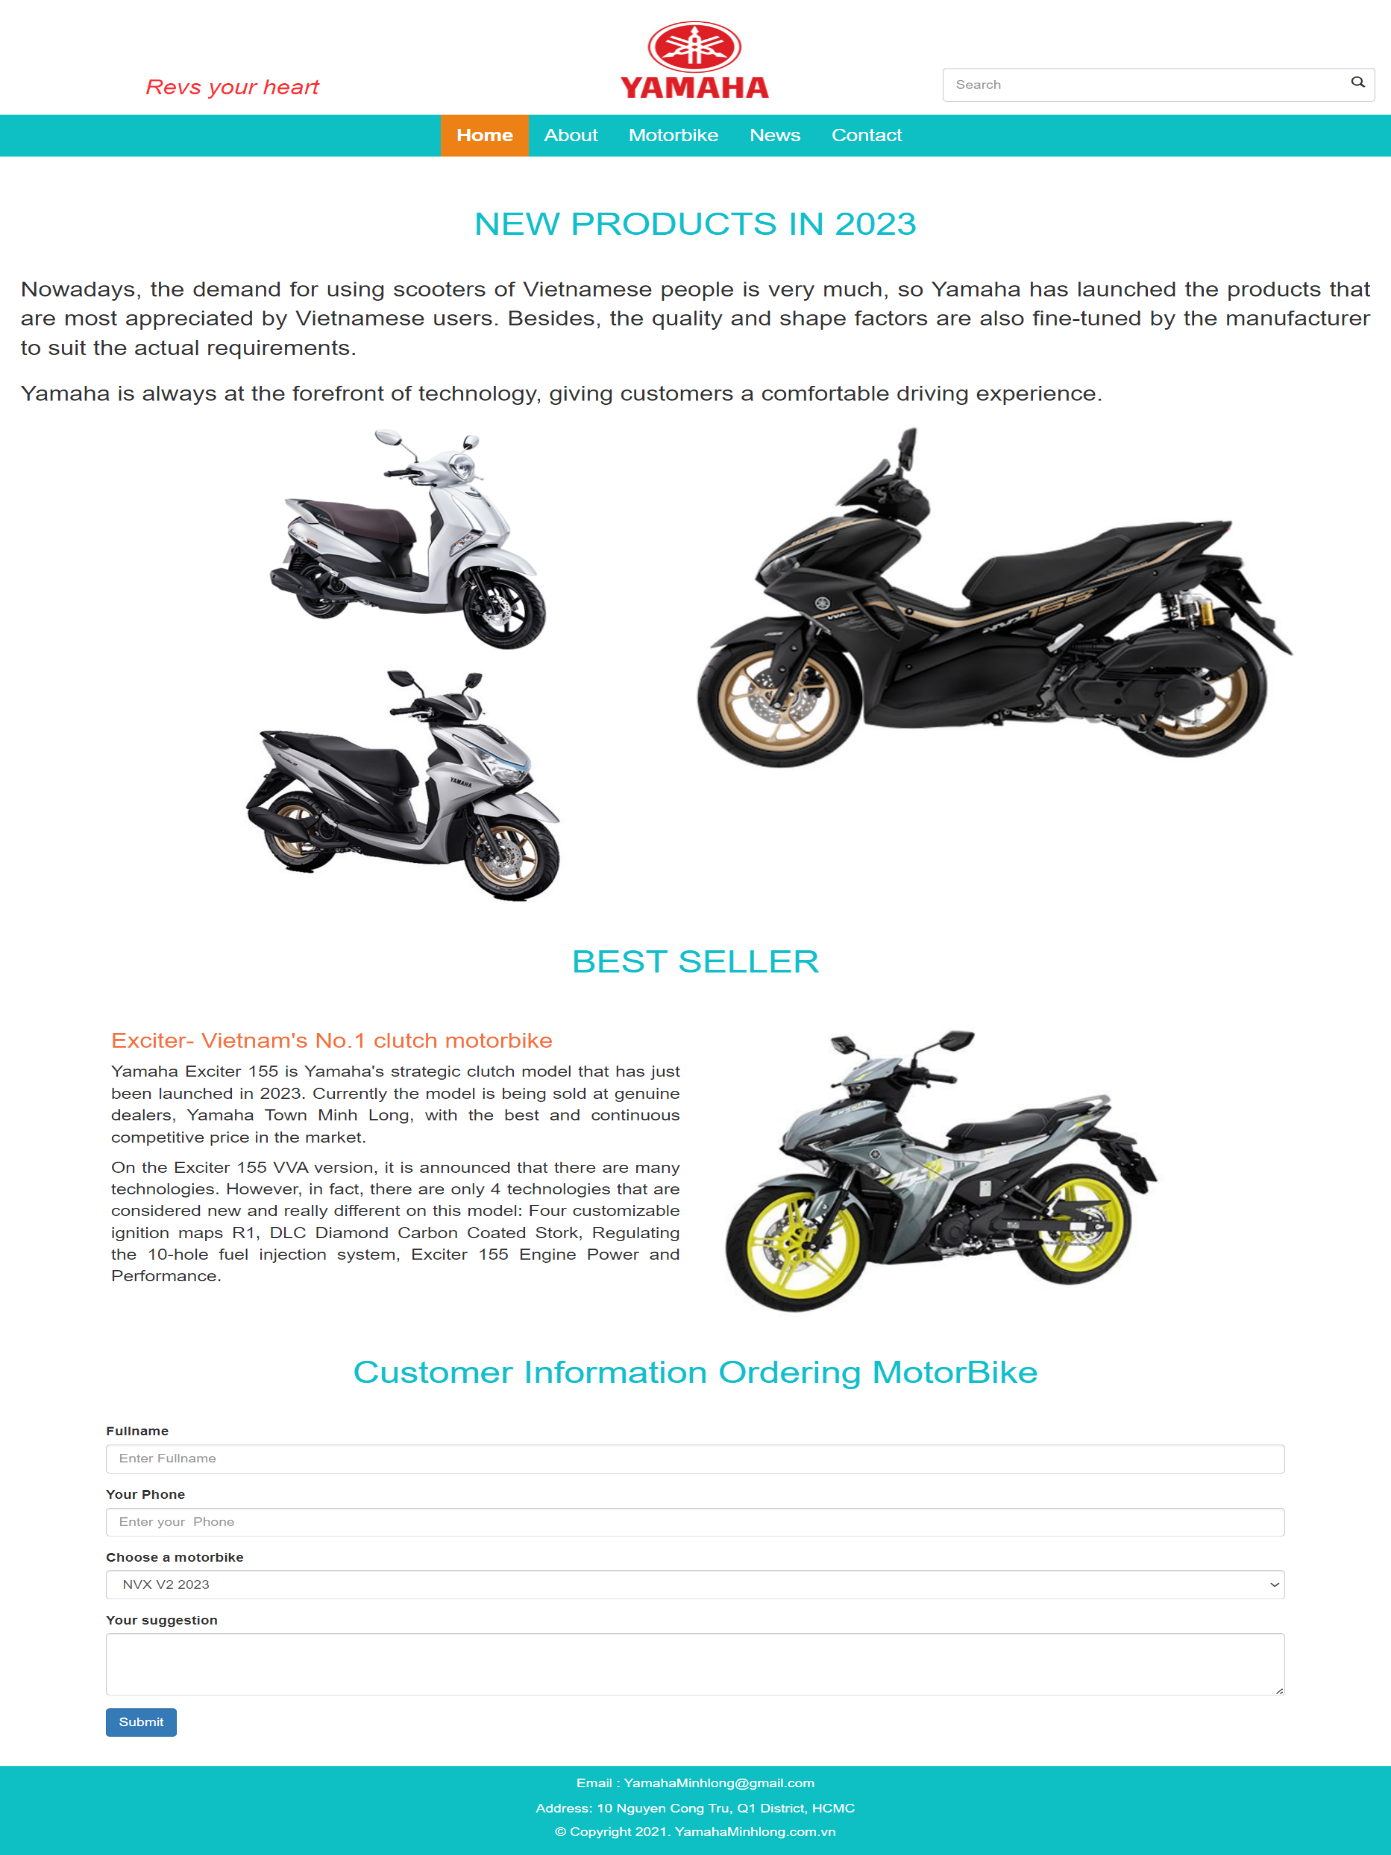 Revs your heart
YAMAHA
Search
Home About Motorbike News Contact
NEW PRODUCTS IN 2023
Nowadays, the demand for using scooters of Vietnamese people is very much, so Yamaha has launched the products that
are most appreciated by Vietnamese users. Besides, the quality and shape factors are also fine-tuned by the manufacturer
to suit the actual requirements.
Yamaha is always at the forefront of technology, giving customers a comfortable driving experience.
NVX 155
VVA
YAMAHA
BEST SELLER
Exciter- Vietnam's No.1 clutch motorbike
Yamaha Exciter 155 is Yamaha's strategic clutch model that has just
been launched in 2023. Currently the model is being sold at genuine
dealers, Yamaha Town Minh Long, with the best and continuous
competitive price in the market.
On the Exciter 155 VVA version, it is announced that there are many
technologies. However, in fact, there are only 4 technologies that are
considered new and really different on this model: Four customizable
ignition maps R1, DLC Diamond Carbon Coated Stork, Regulating
the 10-hole fuel injection system, Exciter 155 Engine Power and
Performance.
Customer Information Ordering MotorBike
Fullname
Enter Fullname
Your Phone
Enter your  Phone
Choose a motorbike
NVX V2 2023
Your suggestion
Submit
Email : YamahaMinhlong@gmail.com
Address: 10 Nguyen Cong Tru, Q1 District, HCMC
© Copyright 2021. YamahaMinhlong.com.vn